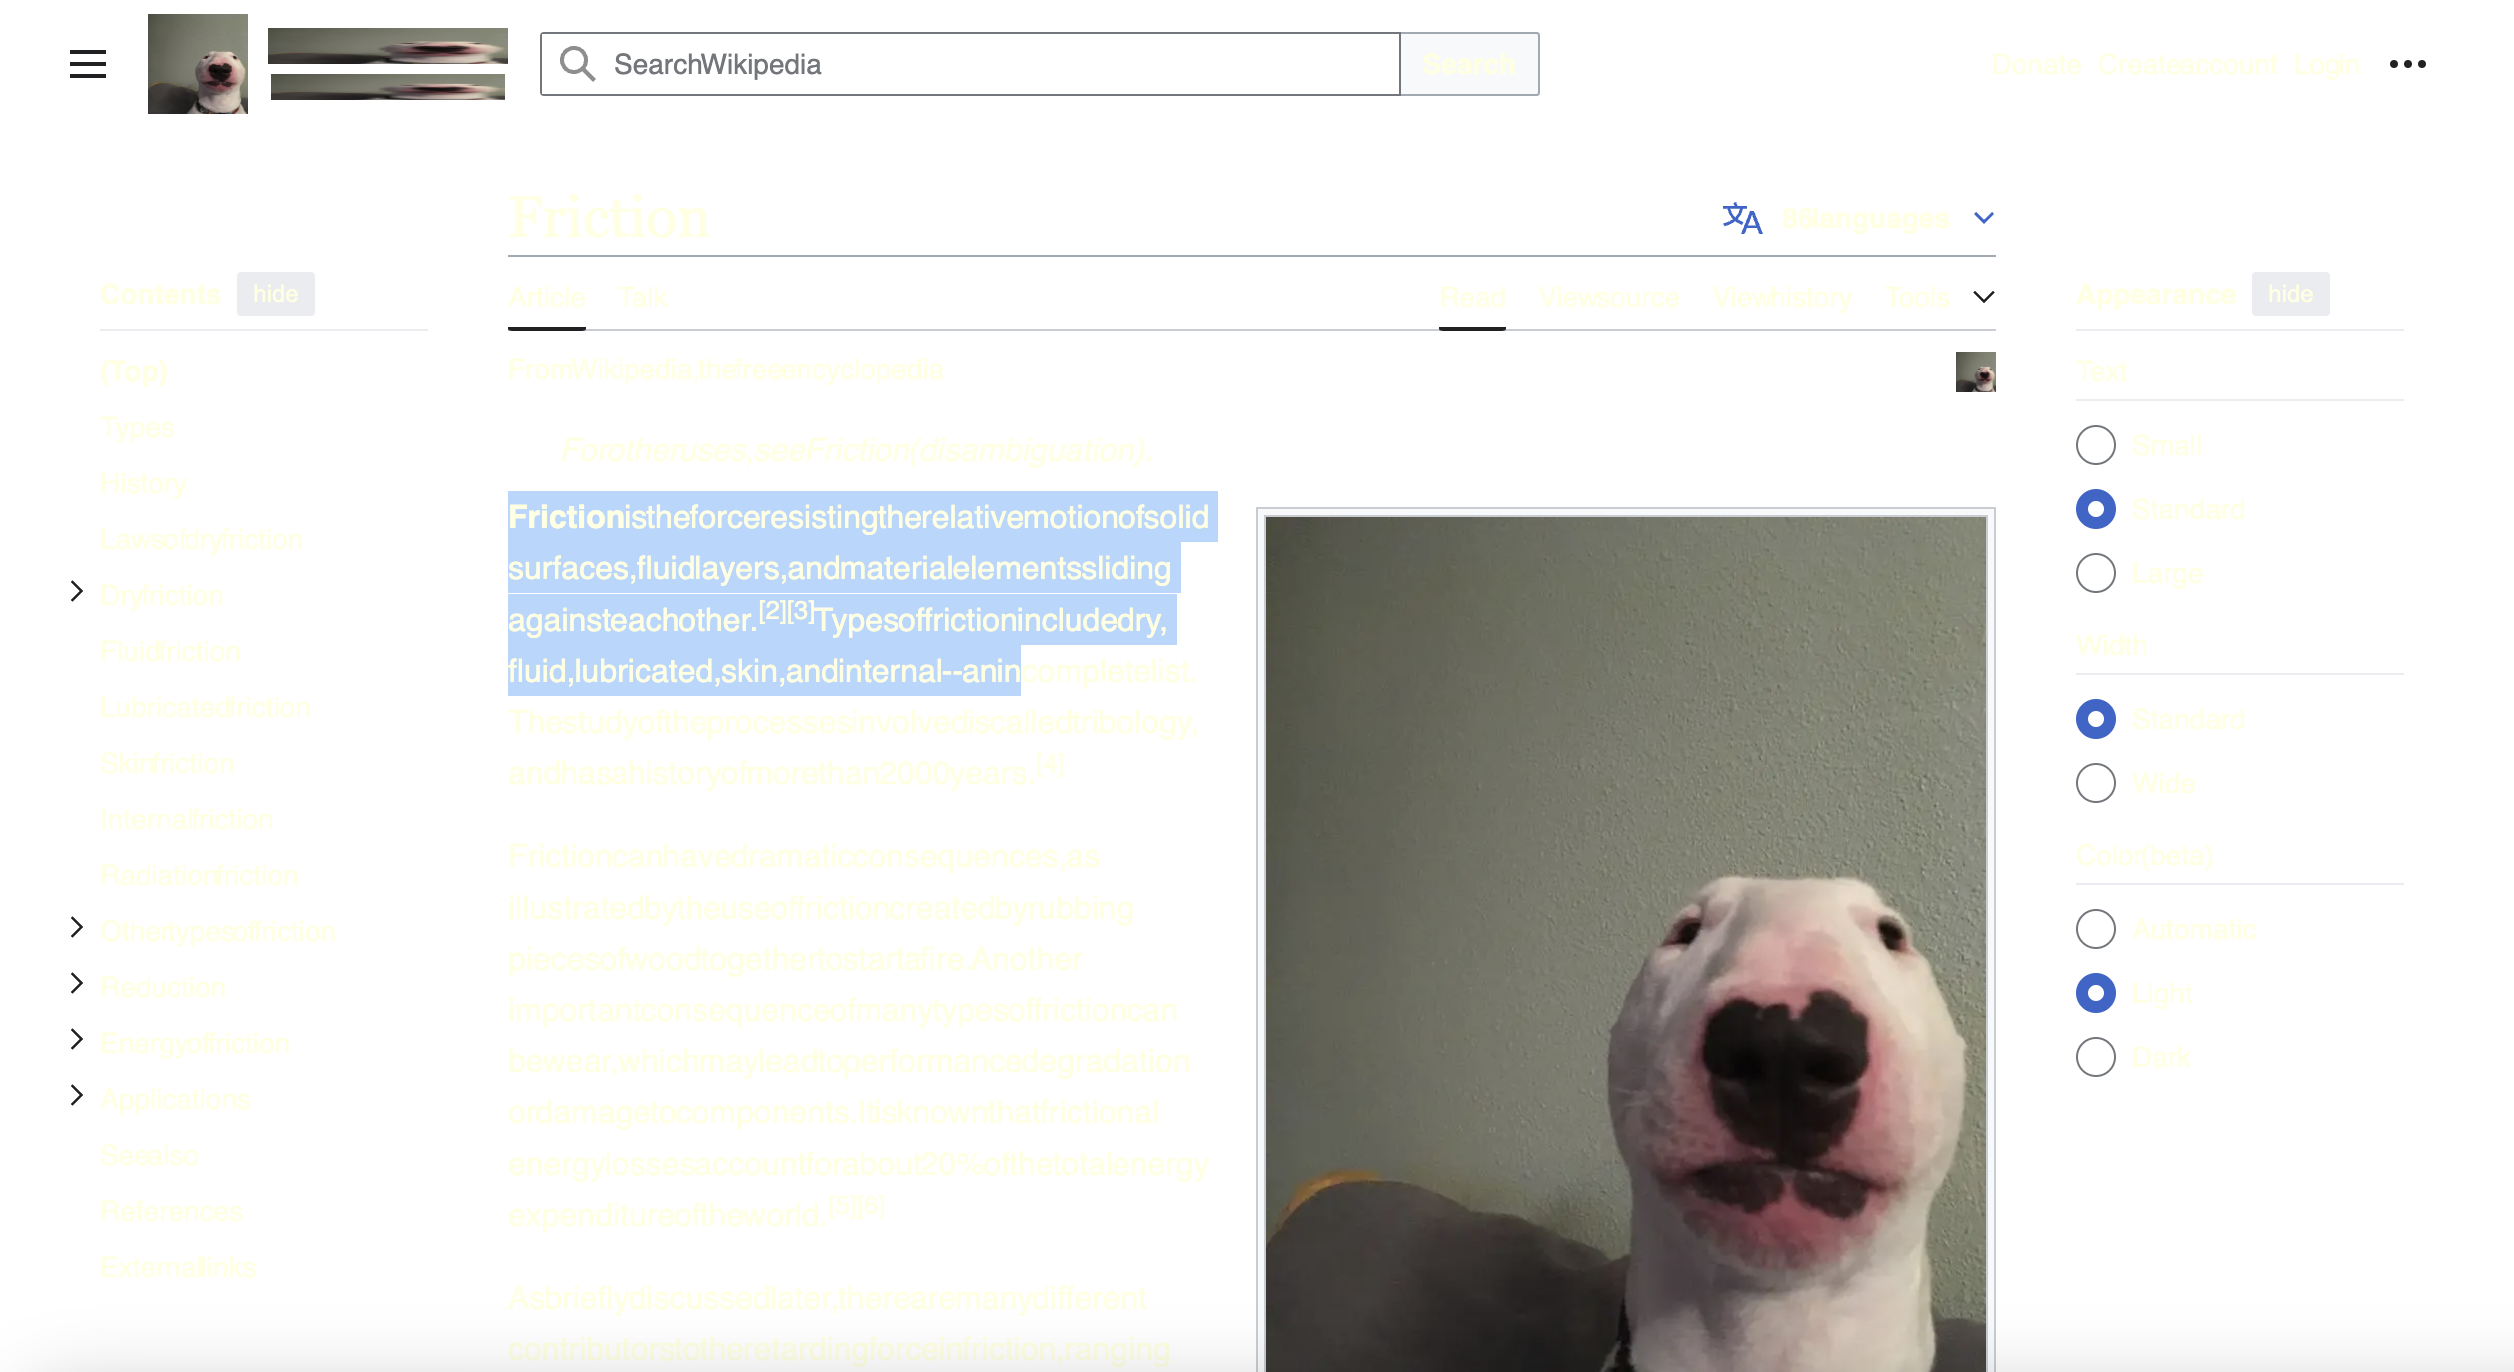 SearchWikipedia
Search
Donate Createaccount Login
Friction
86languages
Contents hide
Article Talk
Read Viewsource Viewhistory Tools
Appearance hide
(Top)
Types
History
Lawsofdryfriction
Dryfriction
Fluidfriction
Lubricatedfriction
Skinfriction
Internalfriction
Radiationfriction
Othertypesoffriction
Reduction
Energyoffriction
Applications
Seealso
References
Externallinks
FromWikipedia,thefreeencyclopedia
Forotheruses,seeFriction(disambiguation).
Frictionistheforceresistingtherelativemotionofsolid
surfaces,fluidlayers,andmaterialelementssliding
againsteachother.[2][3]Typesoffrictionincludedry,
fluid,lubricated,skin,andinternal--anincompletelist.
Thestudyoftheprocessesinvolvediscalledtribology,
andhasahistoryofmorethan2000years.[4]
Frictioncanhavedramaticconsequences,as
illustratedbytheuseoffrictioncreatedbyrubbing
piecesofwoodtogethertostartafire.Another
importantconsequenceofmanytypesoffrictioncan
bewear,whichmayleadtoperformancedegradation
ordamagetocomponents.Itisknownthatfrictional
energylossesaccountforabout20%ofthetotalenergy
expenditureoftheworld.[5][6]
Asbrieflydiscussedlater,therearemanydifferent
contributorstotheretardingforceinfriction,ranging
Text
Small
Standard
Large
Width
Standard
Wide
Color(beta)
Automatic
Light
Dark